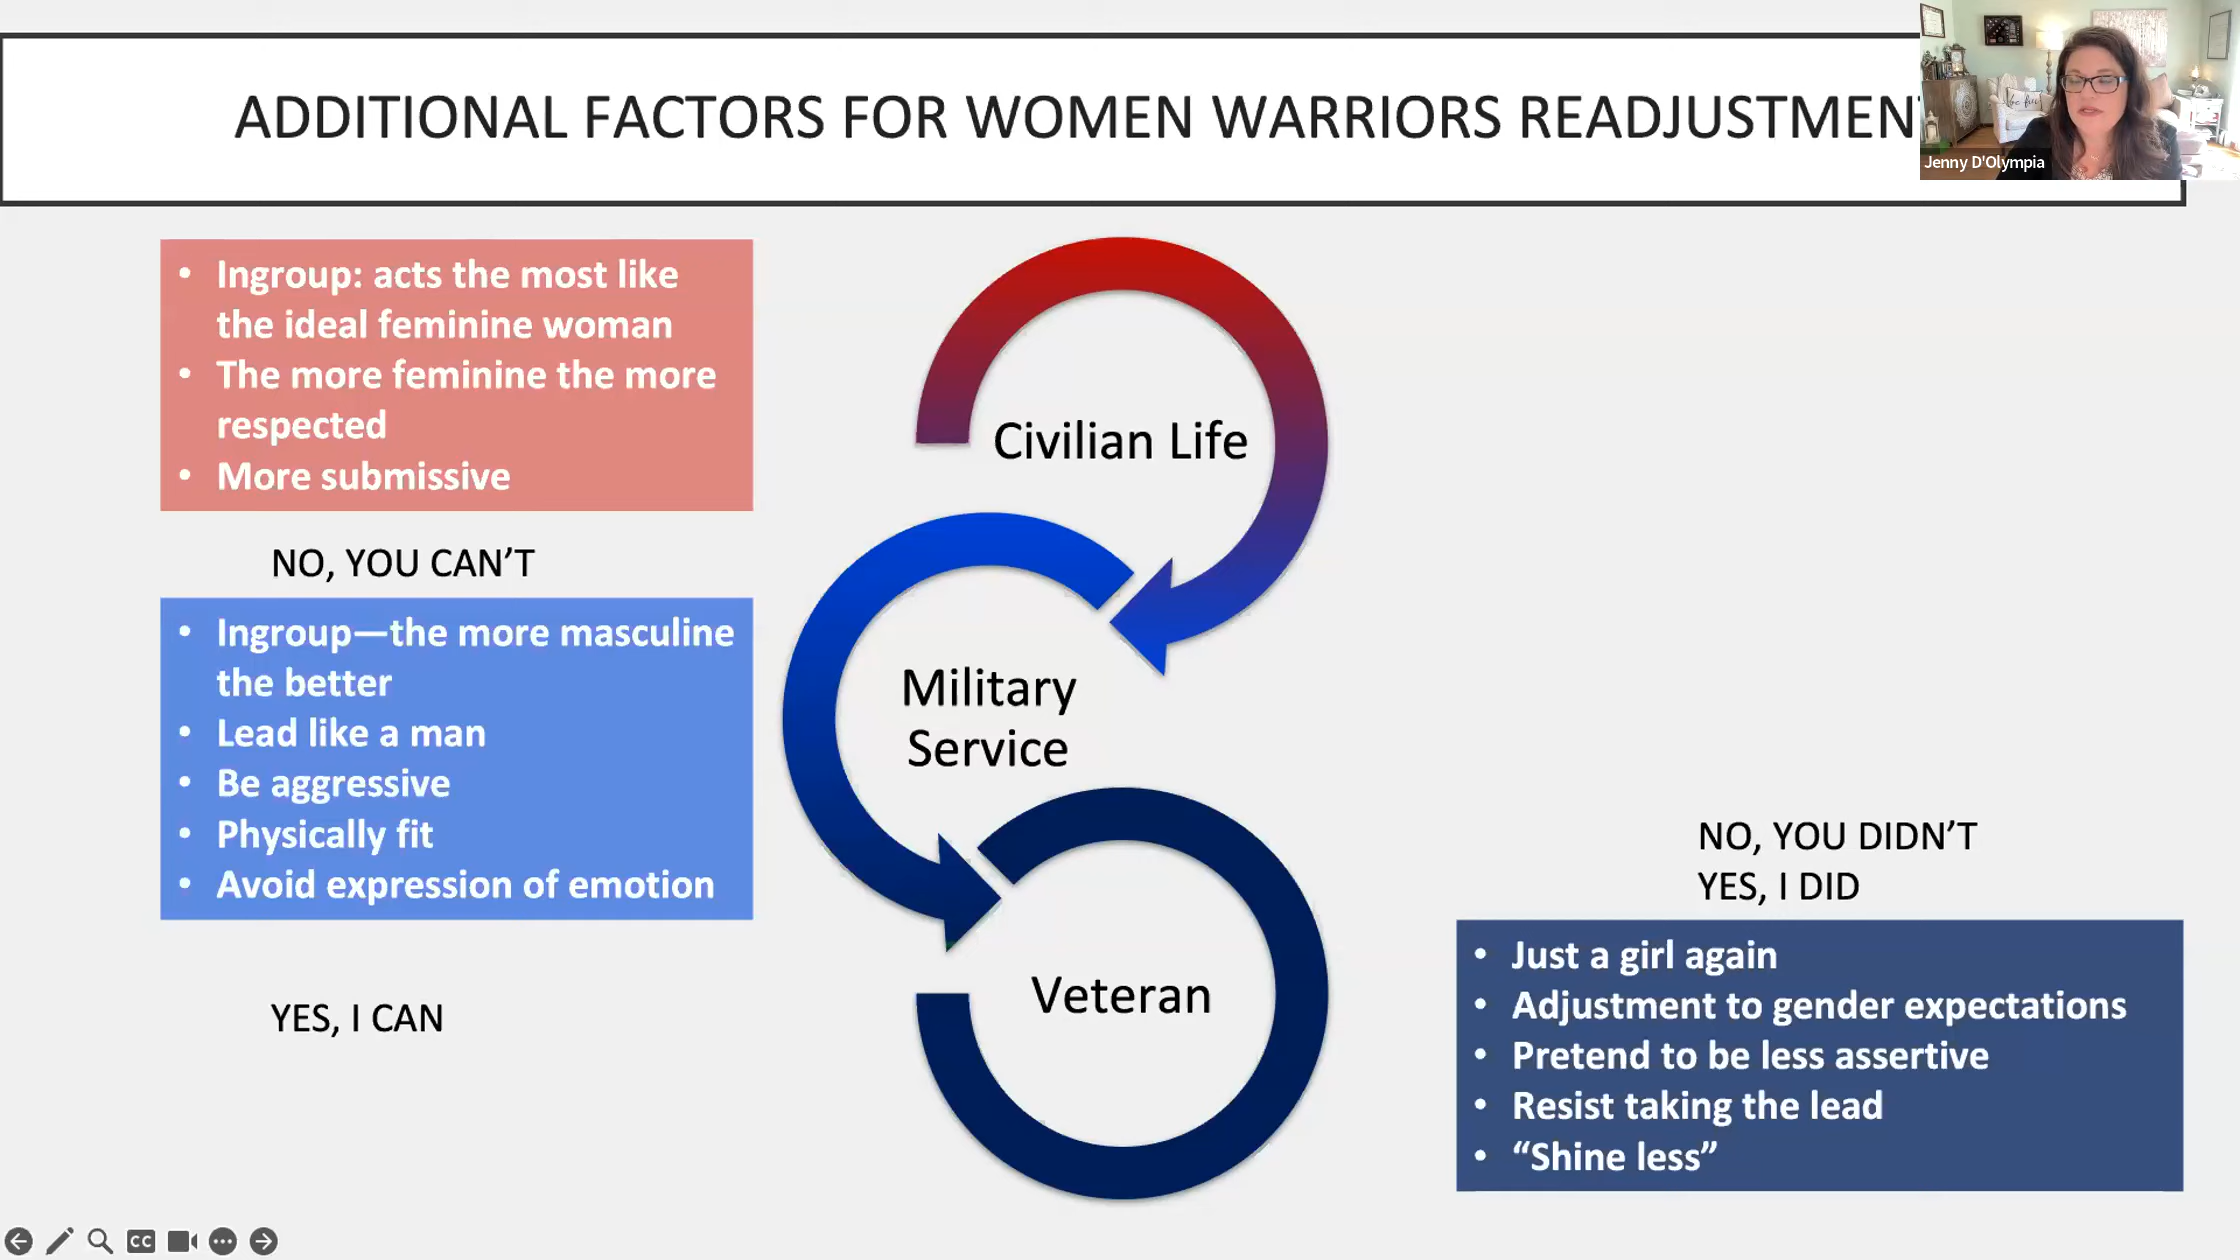 ADDITIONAL FACTORS FOR WOMEN WARRIORS READJUSTMEN
Jenny D'Olympia
• Ingroup: acts the most like
the ideal feminine woman
• The more feminine the more
respected
• More submissive
NO, YOU CAN’T
• Ingroup—the more masculine
the better
• Lead like a man
• Be aggressive
• Physically fit
• Avoid expression of emotion
YES, I CAN
Civilian Life
Military
Service
Veteran
NO, YOU DIDN’T
YES, I DID
• Just a girl again
• Adjustment to gender expectations
• Pretend to be less assertive
• Resist taking the lead
• “Shine less”
CC